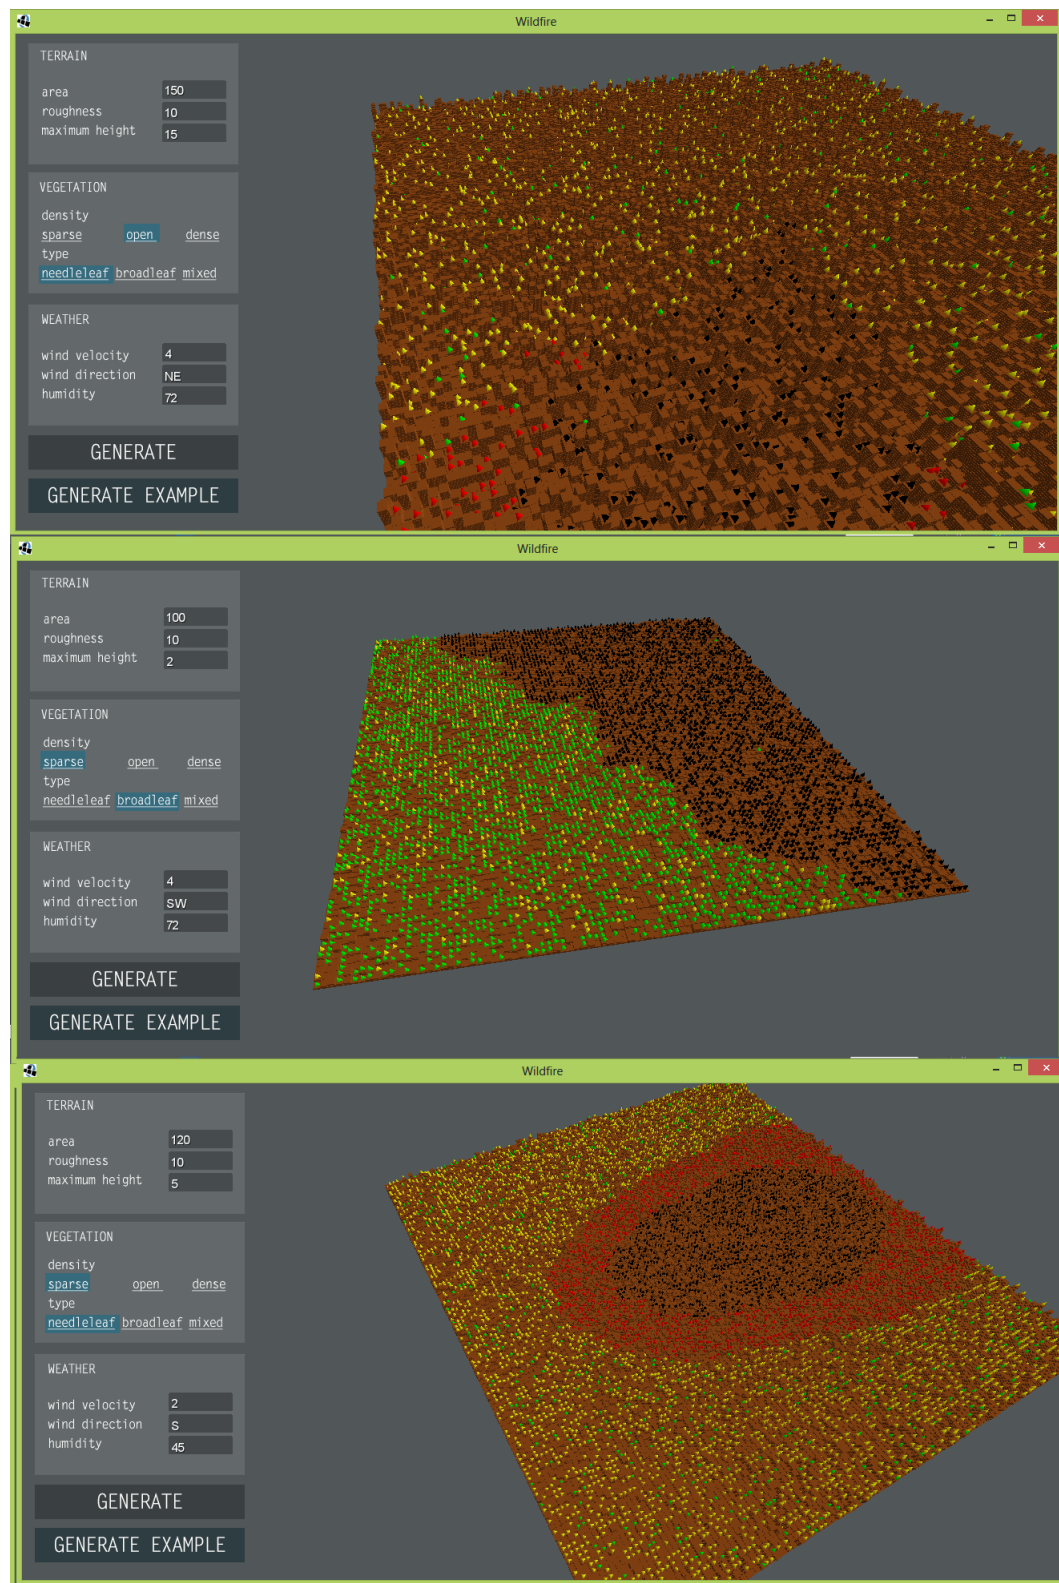 Wildfire
TERRAIN
area 150
roughness 10
maximum height 15
VEGETATION
density
sparse open dense
type
needleleaf broadleaf mixed
WEATHER
wind velocity 4
wind direction NE
humidity 72
GENERATE
GENERATE EXAMPLE
Wildfire
TERRAIN
area 100
roughness 10
maximum height 2
VEGETATION
density
sparse open dense
type
needleleaf broadleaf mixed
WEATHER
wind velocity 4
wind direction SW
humidity 72
GENERATE
GENERATE EXAMPLE
Wildfire
TERRAIN
area 120
roughness 10
maximum height 5
VEGETATION
density
sparse open dense
type
needleleaf broadleaf mixed
WEATHER
wind velocity 2
wind direction S
humidity 45
GENERATE
GENERATE EXAMPLE